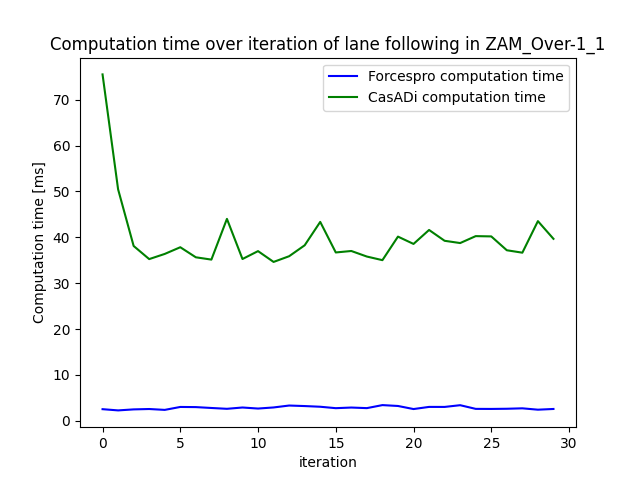 Computation time over iteration of lane following in ZAM_Over-1_1
Forcespro computation time
CasADi computation time
Computation time [ms]
70
60
50
40
30
20
10
0
0 5 10 15 20 25 30
iteration